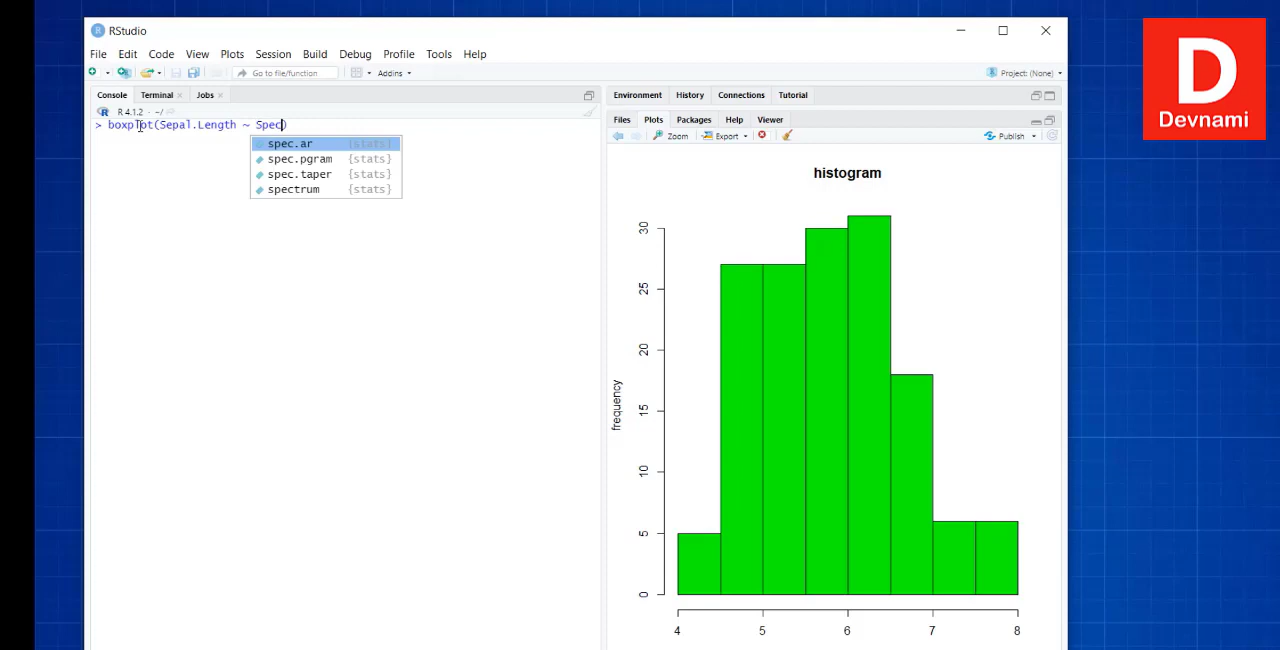 RStudio
File Edit Code View Plots Session Build Debug Profile Tools Help
Go to file/function Addins Project: (None)
Console Terminal Jobs
R 4.1.2 · ~/
> boxplot(Sepal.Length ~ Spec)
spec.ar {stats}
spec.pgram {stats}
spec.taper {stats}
spectrum {stats}
Environment History Connections Tutorial
Files Plots Packages Help Viewer
Zoom Export Publish
histogram
frequency
30
25
20
15
10
5
0
4 5 6 7 8
D
Devnami